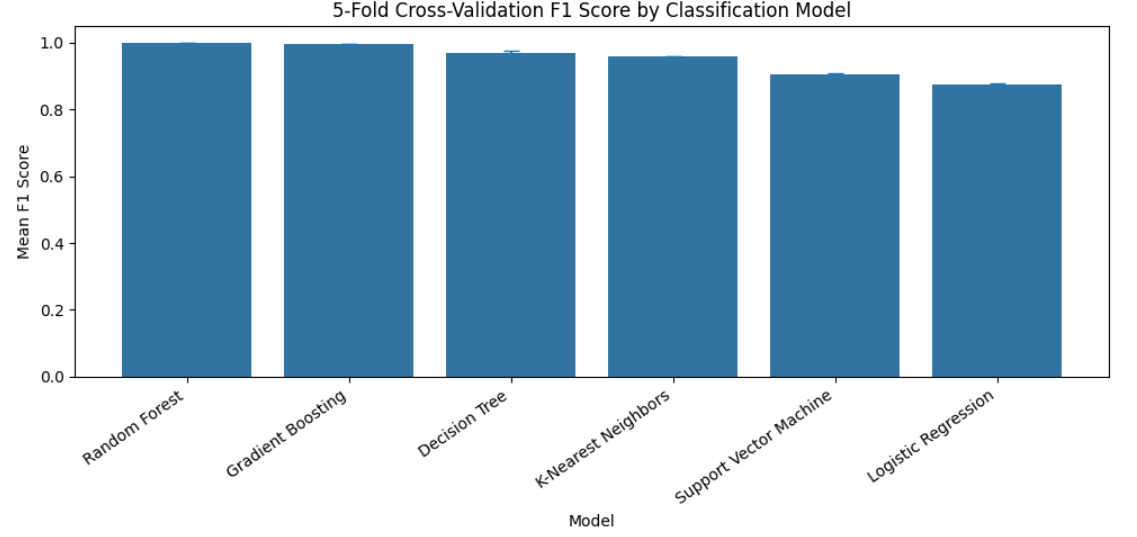 5-Fold Cross-Validation F1 Score by Classification Model
Mean F1 Score
1.0
0.8
0.6
0.4
0.2
0.0
Random Forest
Gradient Boosting
Decision Tree
K-Nearest Neighbors
Support Vector Machine
Logistic Regression
Model